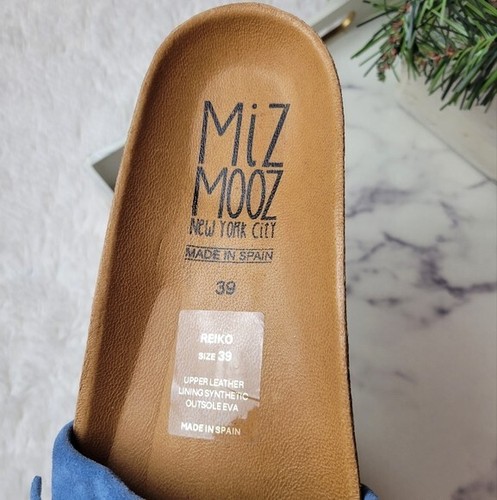 MiZ
MOOZ
NEW YORK CITY
MADE IN SPAIN
39
REIKO
SIZE 39
UPPER LEATHER
LINING SYNTHETIC
OUTSOLE EVA
MADE IN SPAIN